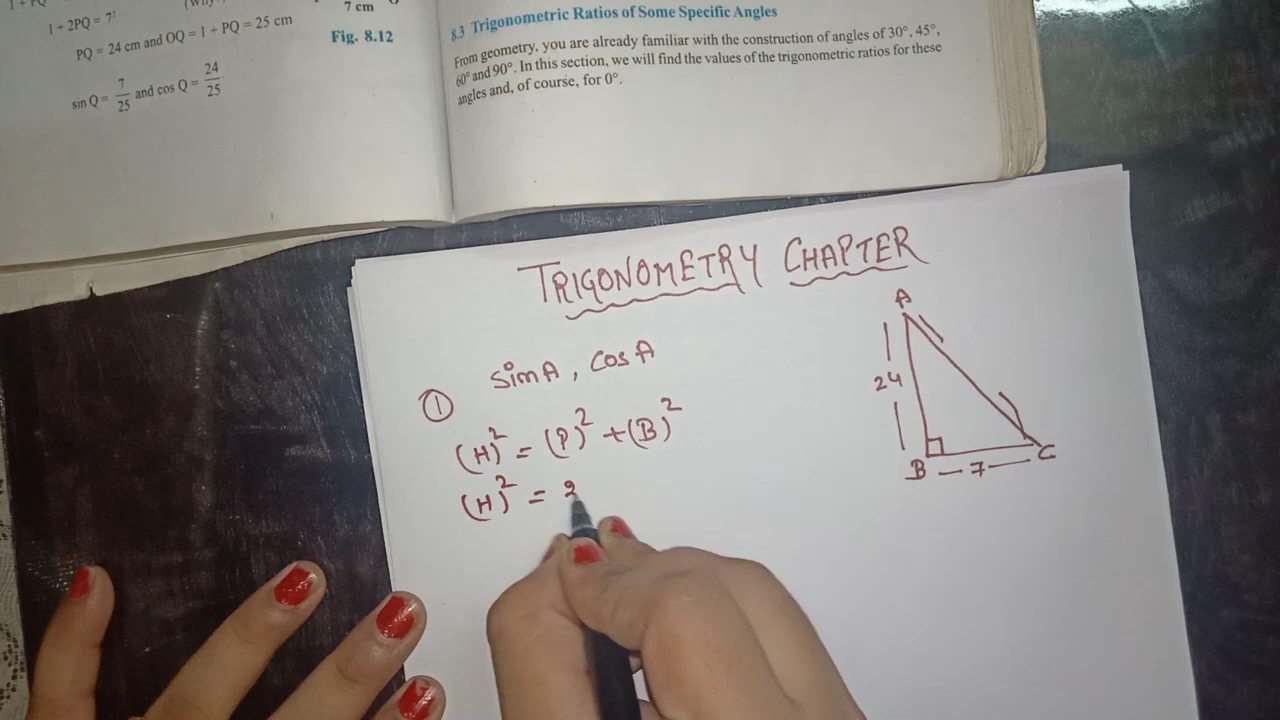 1 + 2PQ = 7²
PQ = 24 cm and OQ = 1 + PQ = 25 cm
sin Q = 7/25 and cos Q = 24/25
7 cm
Fig. 8.12
8.3 Trigonometric Ratios of Some Specific Angles
From geometry, you are already familiar with the construction of angles of 30°, 45°,
60° and 90°. In this section, we will find the values of the trigonometric ratios for these
angles and, of course, for 0°.
TRIGONOMETRY CHAPTER
① sinA, cosA
(H)² = (P)² + (B)²
(H)² = 2
A
24
B — 7 — C